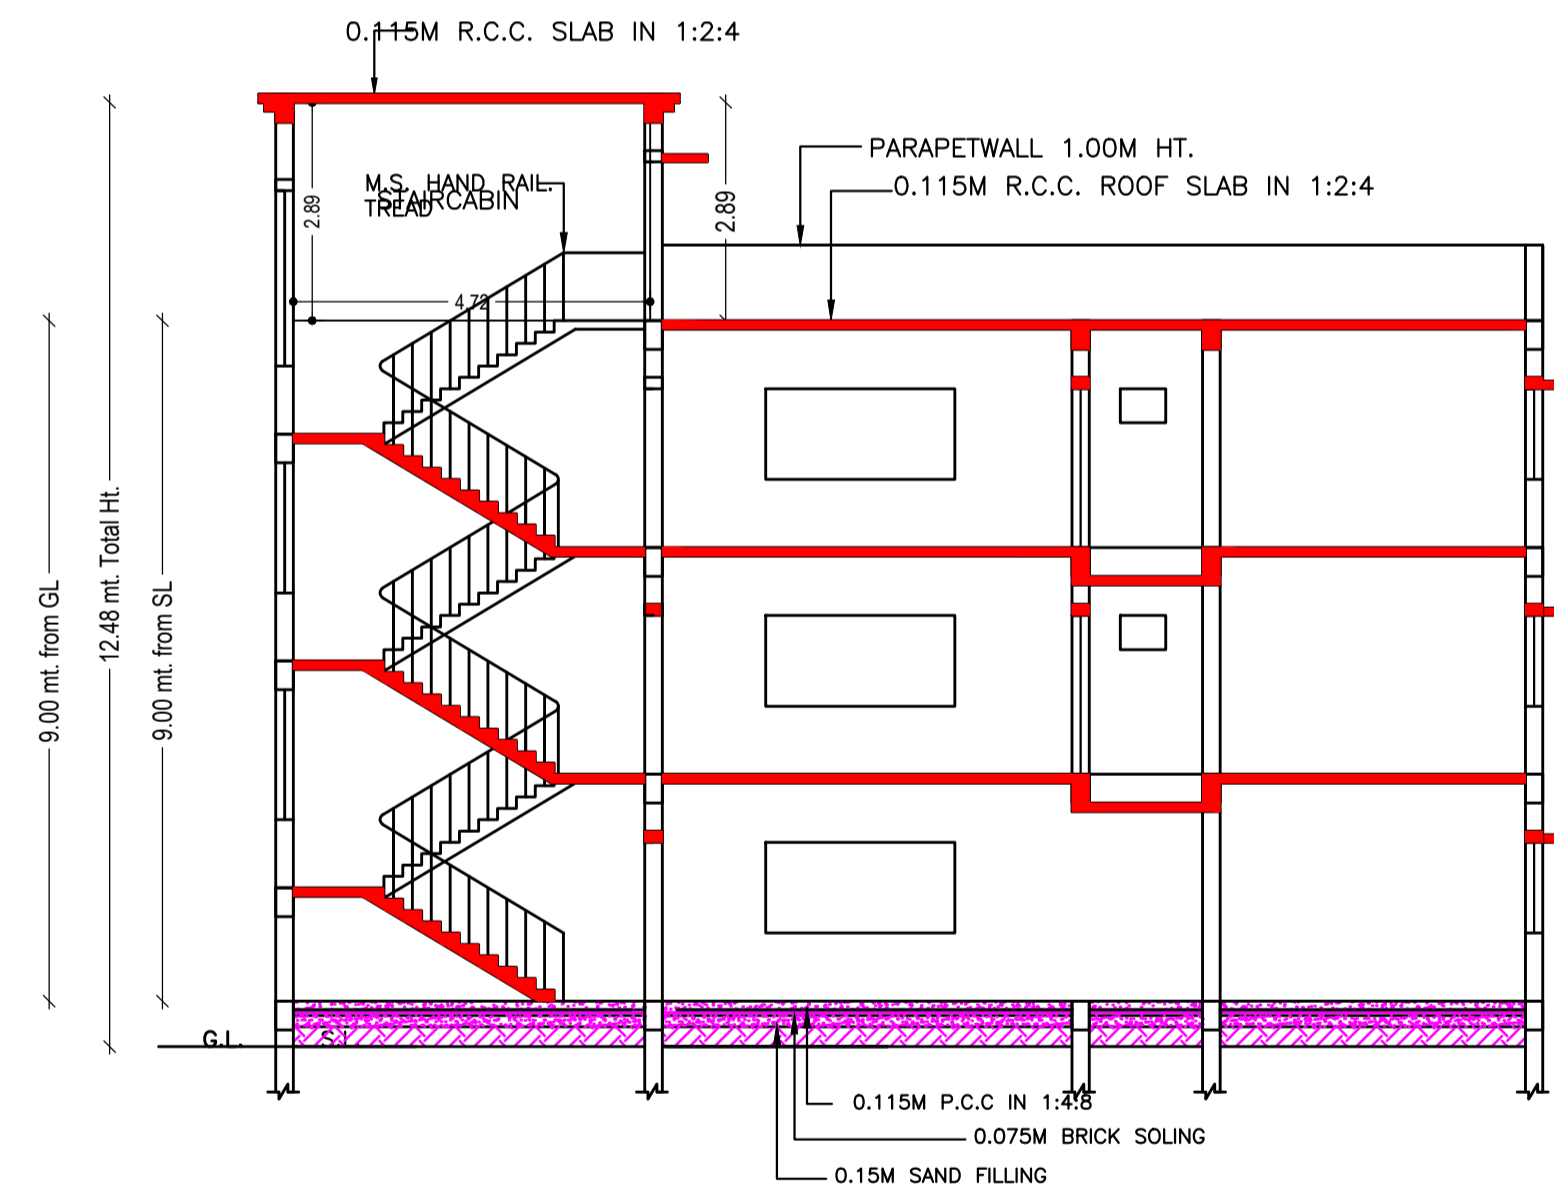 0.115M R.C.C. SLAB IN 1:2:4
PARAPETWALL 1.00M HT.
0.115M R.C.C. ROOF SLAB IN 1:2:4
M.S. HAND RAIL.
STAIRCABIN
TREAD
2.89
2.89
4.72
9.00 mt. from GL
12.48 mt. Total Ht.
9.00 mt. from SL
G.L.
S.L
0.115M P.C.C IN 1:4:8
0.075M BRICK SOLING
0.15M SAND FILLING